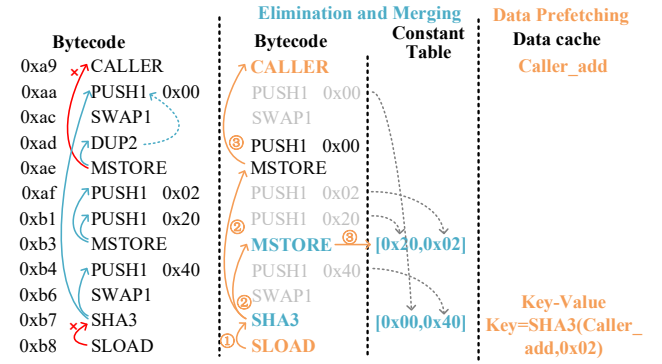 Elimination and Merging
Data Prefetching
Bytecode
Bytecode
Constant
Table
Data cache
0xa9 × CALLER
CALLER
Caller_add
0xaa PUSH1 0x00
PUSH1 0x00
0xac SWAP1
SWAP1
0xad DUP2
③ PUSH1 0x00
0xae MSTORE
MSTORE
0xaf PUSH1 0x02
PUSH1 0x02
0xb1 PUSH1 0x20
② PUSH1 0x20
0xb3 MSTORE
MSTORE ③ [0x20,0x02]
0xb4 PUSH1 0x40
PUSH1 0x40
0xb6 SWAP1
② SWAP1
0xb7 × SHA3
SHA3 [0x00,0x40]
0xb8 SLOAD
① SLOAD
Key-Value
Key=SHA3(Caller_
add,0x02)